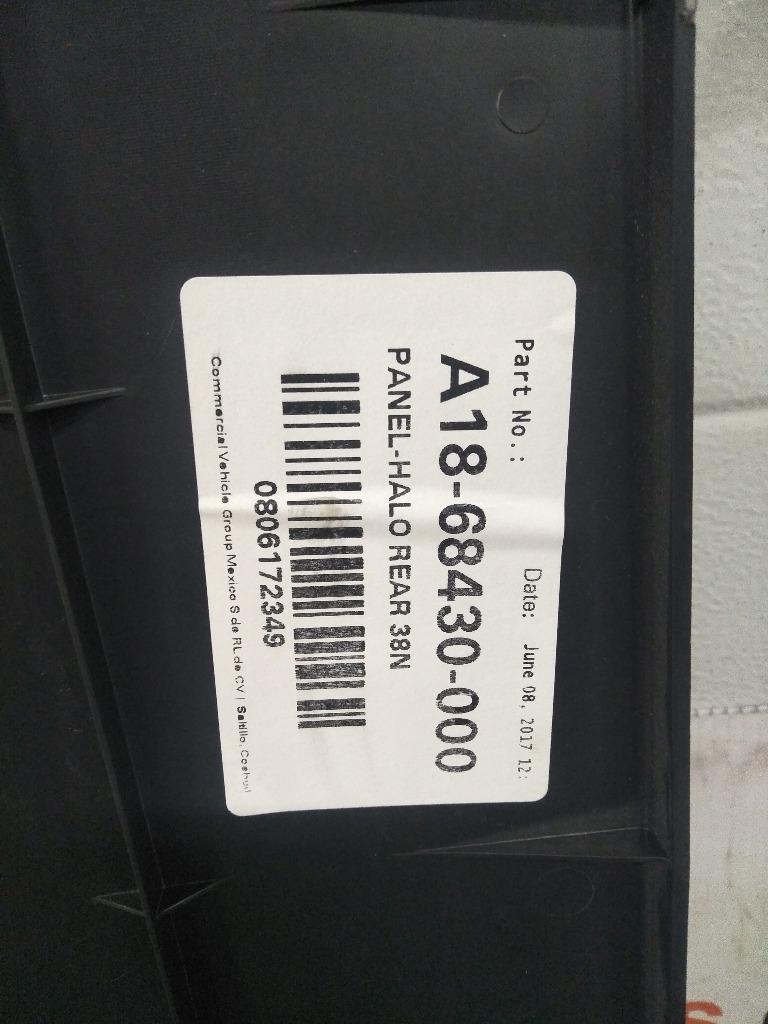 Part No.: Date: June 08, 2017 12:
A18-68430-000
PANEL-HALO REAR 38N
0806172349
Commercial Vehicle Group Mexico S de RL de CV | Saltillo,